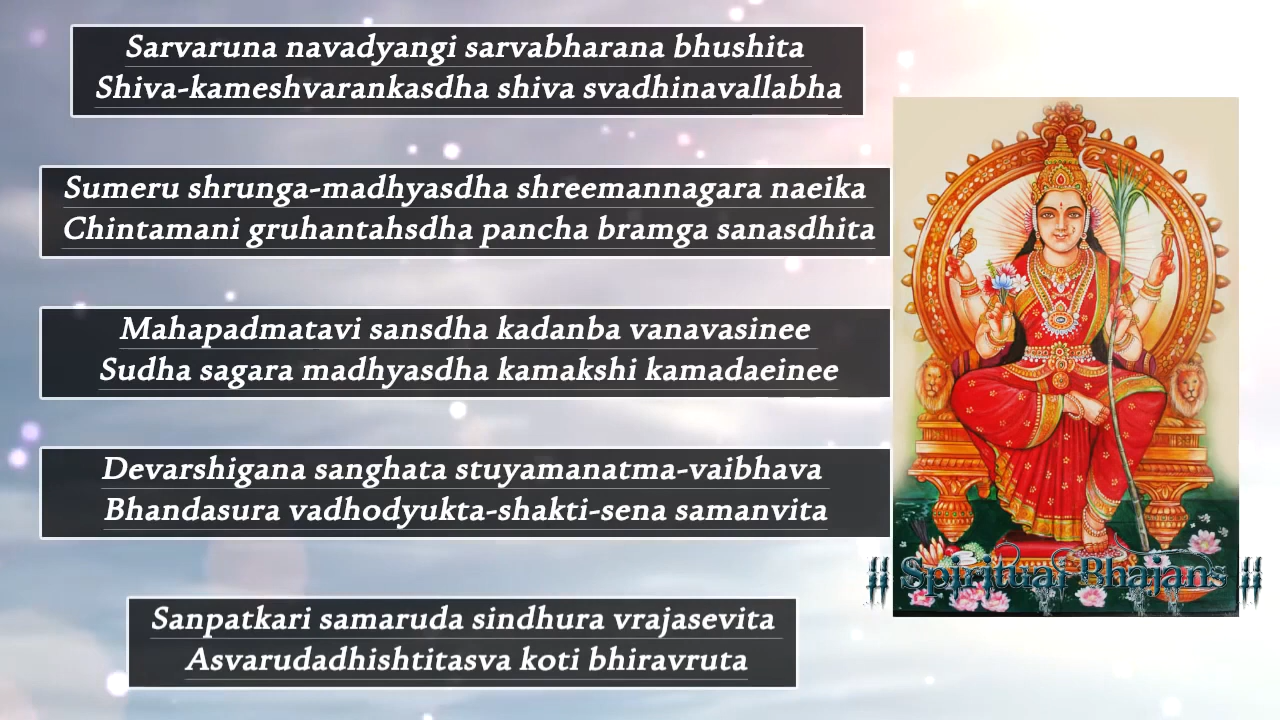 Sarvaruna navadyangi sarvabharana bhushita
Shiva-kameshvarankasdha shiva svadhinavallabha
Sumeru shrunga-madhyasdha shreemannagara naeika
Chintamani gruhantahsdha pancha bramga sanasdhita
Mahapadmatavi sansdha kadanba vanavasinee
Sudha sagara madhyasdha kamakshi kamadaeinee
Devarshigana sanghata stuyamanatma-vaibhava
Bhandasura vadhodyukta-shakti-sena samanvita
Sanpatkari samaruda sindhura vrajasevita
Asvarudadhishtitasva koti bhiravruta
|| Spiritual Bhajans ||